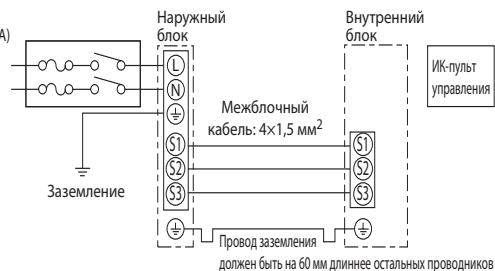 Наружный
блок
Внутренний
блок
А)
L
N
ИК-пульт
управления
Межблочный
кабель: 4×1,5 мм²
S1
S2
S3
S1
S2
S3
Заземление
Провод заземления
должен быть на 60 мм длиннее остальных проводников